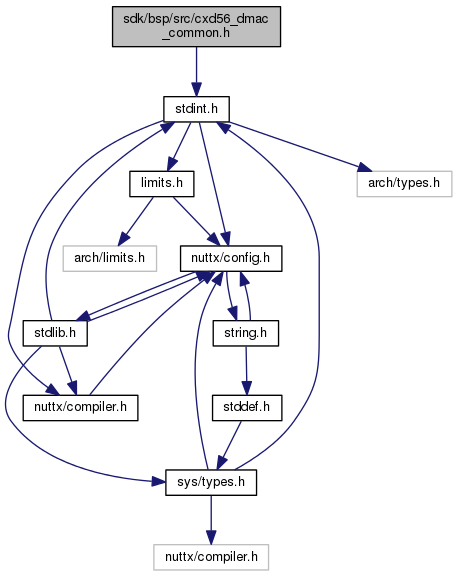 sdk/bsp/src/cxd56_dmac
_common.h
stdint.h
limits.h
arch/types.h
arch/limits.h
nuttx/config.h
stdlib.h
string.h
nuttx/compiler.h
stddef.h
sys/types.h
nuttx/compiler.h